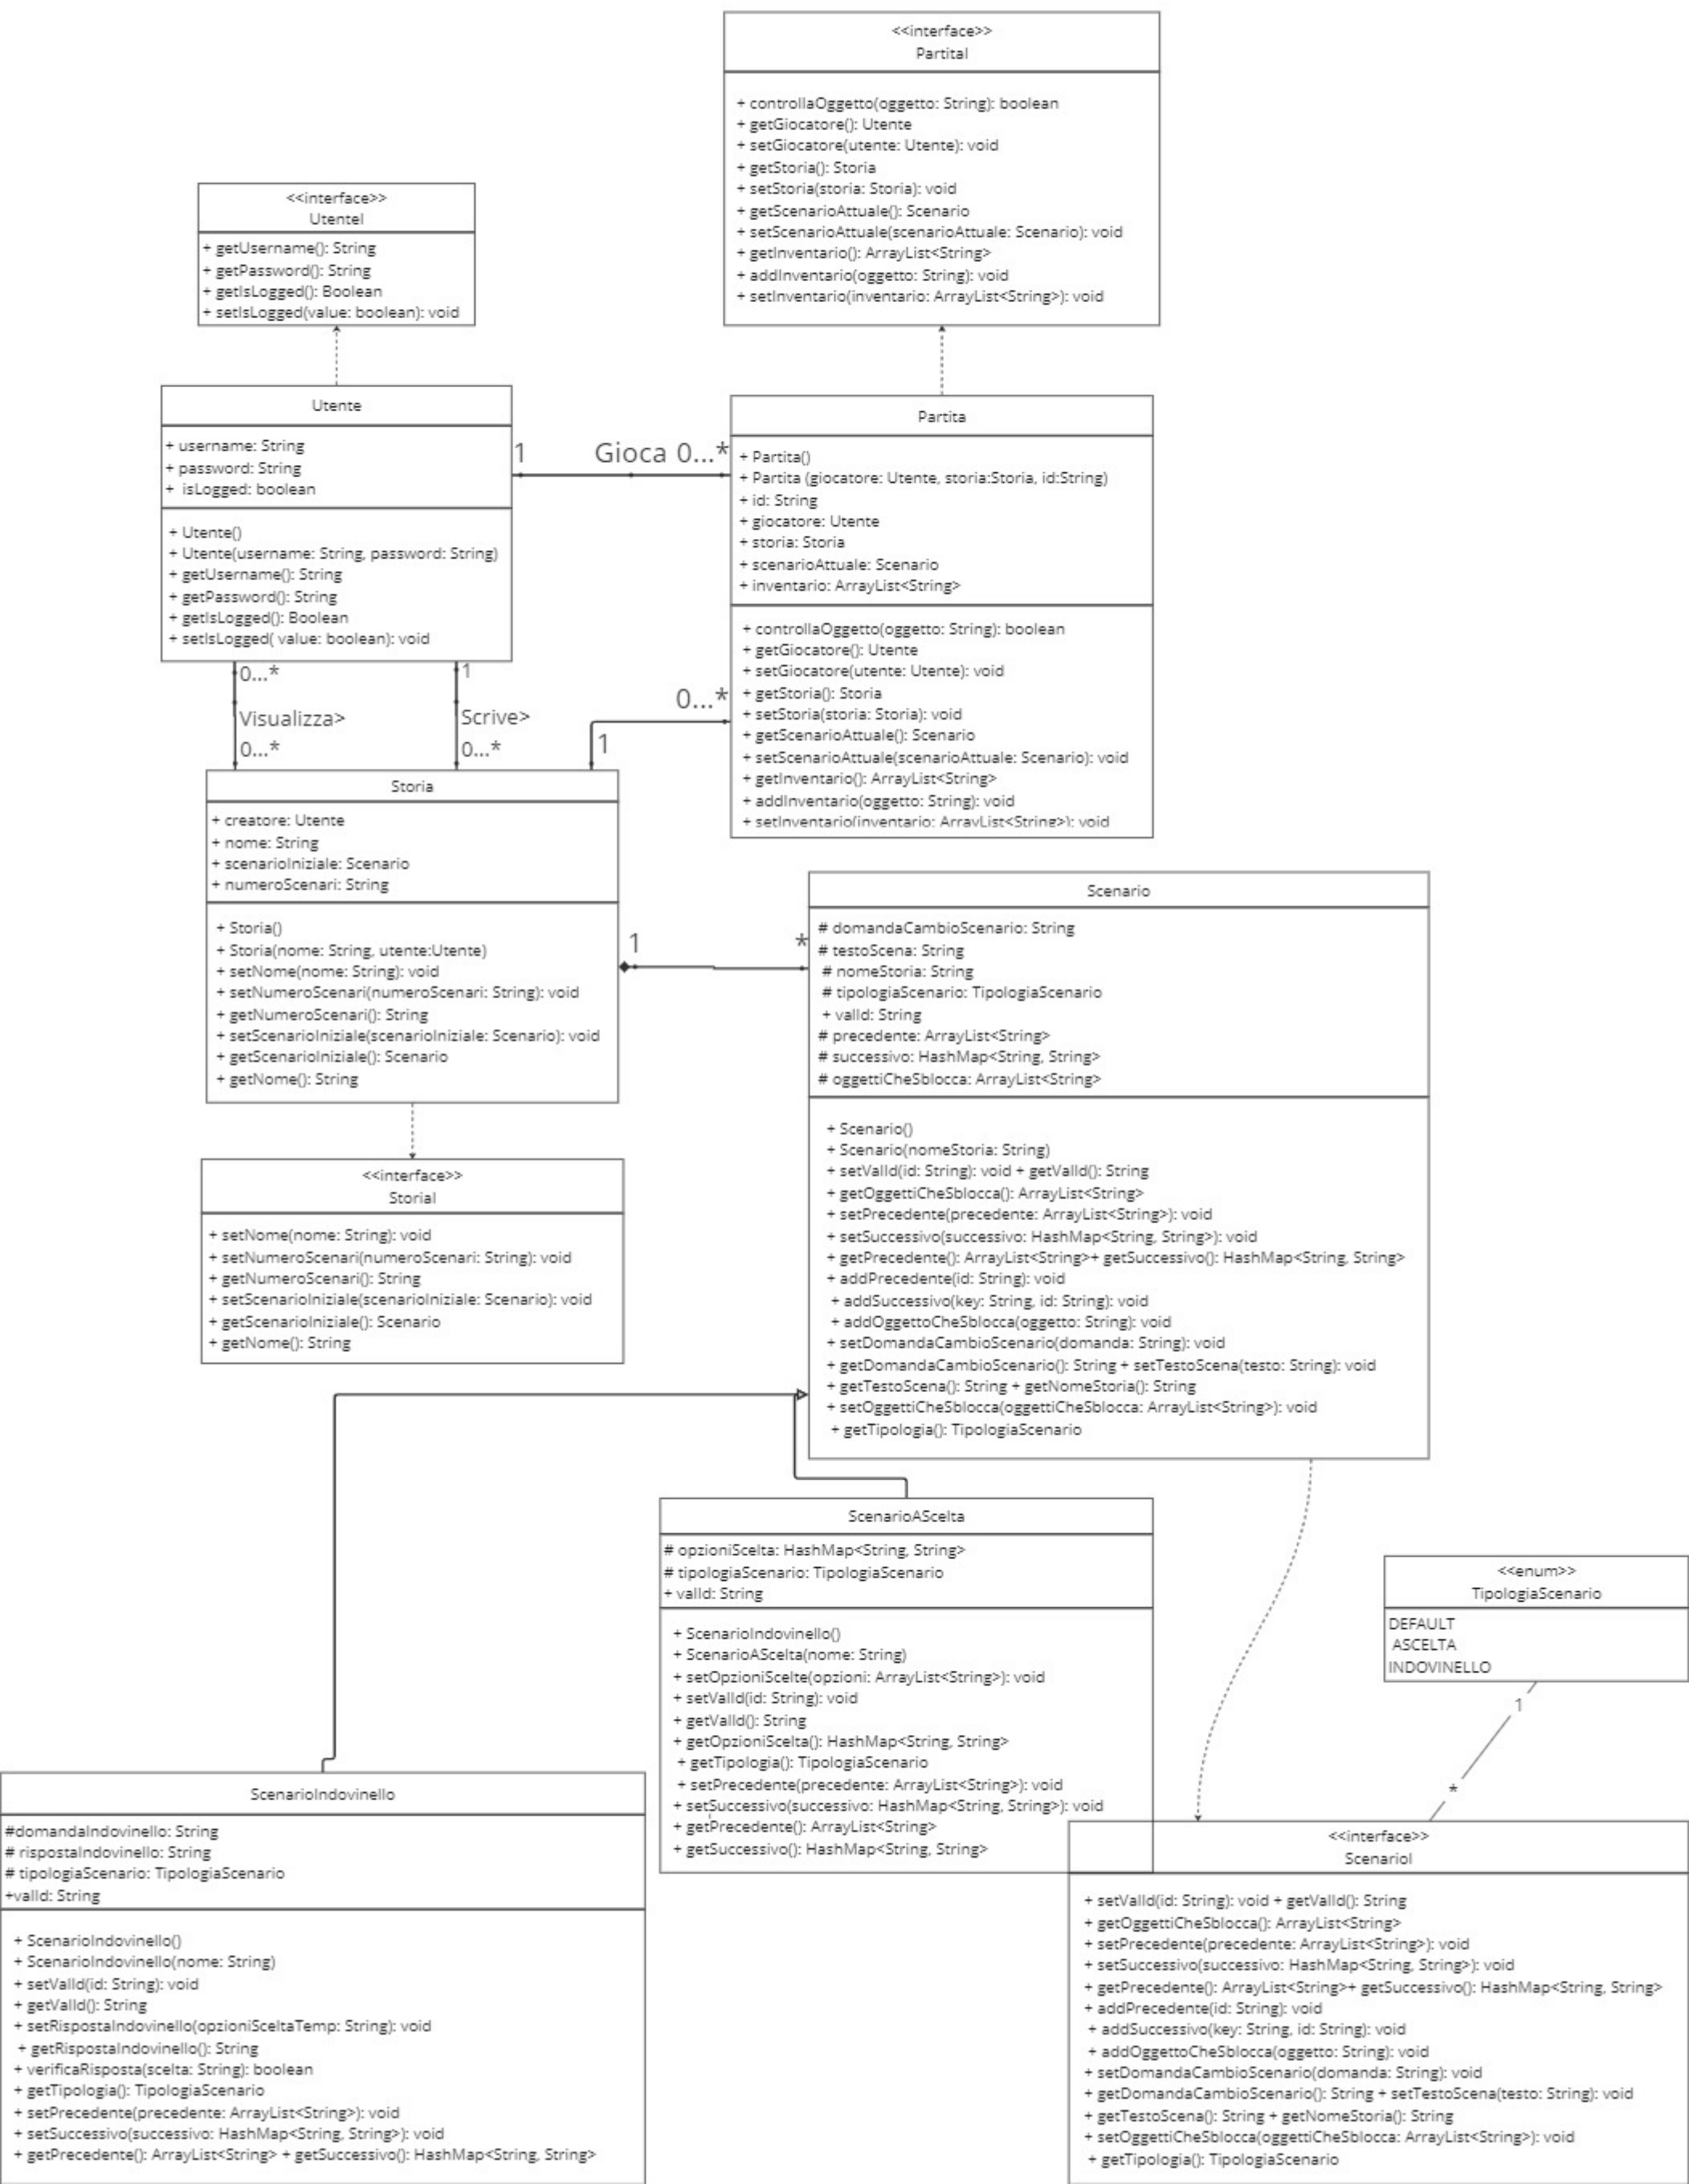 <<interface>>
PartitaI
+ controllaOggetto(oggetto: String): boolean
+ getGiocatore(): Utente
+ setGiocatore(utente: Utente): void
+ getStoria(): Storia
+ setStoria(storia: Storia): void
+ getScenarioAttuale(): Scenario
+ setScenarioAttuale(scenarioAttuale: Scenario): void
+ getInventario(): ArrayList<String>
+ addInventario(oggetto: String): void
+ setInventario(inventario: ArrayList<String>): void
<<interface>>
UtenteI
+ getUsername(): String
+ getPassword(): String
+ getIsLogged(): Boolean
+ setIsLogged(value: boolean): void
Utente
+ username: String
+ password: String
+ isLogged: boolean
+ Utente()
+ Utente(username: String, password: String)
+ getUsername(): String
+ getPassword(): String
+ getIsLogged(): Boolean
+ setIsLogged( value: boolean): void
1
Gioca 0...*
Partita
+ Partita()
+ Partita (giocatore: Utente, storia:Storia, id:String)
+ id: String
+ giocatore: Utente
+ storia: Storia
+ scenarioAttuale: Scenario
+ inventario: ArrayList<String>
+ controllaOggetto(oggetto: String): boolean
+ getGiocatore(): Utente
+ setGiocatore(utente: Utente): void
+ getStoria(): Storia
+ setStoria(storia: Storia): void
+ getScenarioAttuale(): Scenario
+ setScenarioAttuale(scenarioAttuale: Scenario): void
+ getInventario(): ArrayList<String>
+ addInventario(oggetto: String): void
+ setInventario(inventario: ArrayList<String>): void
0...*
Visualizza>
0...*
1
Scrive>
0...*
0...*
1
Storia
+ creatore: Utente
+ nome: String
+ scenarioIniziale: Scenario
+ numeroScenari: String
+ Storia()
+ Storia(nome: String, utente:Utente)
+ setNome(nome: String): void
+ setNumeroScenari(numeroScenari: String): void
+ getNumeroScenari(): String
+ setScenarioIniziale(scenarioIniziale: Scenario): void
+ getScenarioIniziale(): Scenario
+ getNome(): String
1
*
<<interface>>
StoriaI
+ setNome(nome: String): void
+ setNumeroScenari(numeroScenari: String): void
+ getNumeroScenari(): String
+ setScenarioIniziale(scenarioIniziale: Scenario): void
+ getScenarioIniziale(): Scenario
+ getNome(): String
Scenario
# domandaCambioScenario: String
# testoScena: String
# nomeStoria: String
# tipologiaScenario: TipologiaScenario
+ valId: String
# precedente: ArrayList<String>
# successivo: HashMap<String, String>
# oggettiCheSblocca: ArrayList<String>
+ Scenario()
+ Scenario(nomeStoria: String)
+ setValId(id: String): void + getValId(): String
+ getOggettiCheSblocca(): ArrayList<String>
+ setPrecedente(precedente: ArrayList<String>): void
+ setSuccessivo(successivo: HashMap<String, String>): void
+ getPrecedente(): ArrayList<String>+ getSuccessivo(): HashMap<String, String>
+ addPrecedente(id: String): void
+ addSuccessivo(key: String, id: String): void
+ addOggettoCheSblocca(oggetto: String): void
+ setDomandaCambioScenario(domanda: String): void
+ getDomandaCambioScenario(): String + setTestoScena(testo: String): void
+ getTestoScena(): String + getNomeStoria(): String
+ setOggettiCheSblocca(oggettiCheSblocca: ArrayList<String>): void
+ getTipologia(): TipologiaScenario
ScenarioAScelta
# opzioniScelta: HashMap<String, String>
# tipologiaScenario: TipologiaScenario
+ valId: String
+ ScenarioIndovinello()
+ ScenarioAScelta(nome: String)
+ setOpzioniScelte(opzioni: ArrayList<String>): void
+ setValId(id: String): void
+ getValId(): String
+ getOpzioniScelta(): HashMap<String, String>
+ getTipologia(): TipologiaScenario
+ setPrecedente(precedente: ArrayList<String>): void
+ setSuccessivo(successivo: HashMap<String, String>): void
+ getPrecedente(): ArrayList<String>
+ getSuccessivo(): HashMap<String, String>
<<enum>>
TipologiaScenario
DEFAULT
ASCELTA
INDOVINELLO
1
*
ScenarioIndovinello
#domandaIndovinello: String
# rispostaIndovinello: String
# tipologiaScenario: TipologiaScenario
+valId: String
+ ScenarioIndovinello()
+ ScenarioIndovinello(nome: String)
+ setValId(id: String): void
+ getValId(): String
+ setRispostaIndovinello(opzioniSceltaTemp: String): void
+ getRispostaIndovinello(): String
+ verificaRisposta(scelta: String): boolean
+ getTipologia(): TipologiaScenario
+ setPrecedente(precedente: ArrayList<String>): void
+ setSuccessivo(successivo: HashMap<String, String>): void
+ getPrecedente(): ArrayList<String> + getSuccessivo(): HashMap<String, String>
<<interface>>
ScenarioI
+ setValId(id: String): void + getValId(): String
+ getOggettiCheSblocca(): ArrayList<String>
+ setPrecedente(precedente: ArrayList<String>): void
+ setSuccessivo(successivo: HashMap<String, String>): void
+ getPrecedente(): ArrayList<String>+ getSuccessivo(): HashMap<String, String>
+ addPrecedente(id: String): void
+ addSuccessivo(key: String, id: String): void
+ addOggettoCheSblocca(oggetto: String): void
+ setDomandaCambioScenario(domanda: String): void
+ getDomandaCambioScenario(): String + setTestoScena(testo: String): void
+ getTestoScena(): String + getNomeStoria(): String
+ setOggettiCheSblocca(oggettiCheSblocca: ArrayList<String>): void
+ getTipologia(): TipologiaScenario